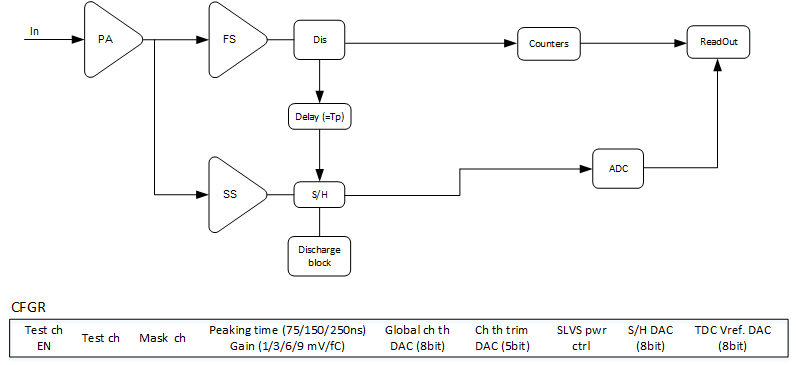 In
PA
FS
Dis
Counters
ReadOut
Delay (=Tp)
SS
S/H
ADC
Discharge
block
CFGR
Test ch
EN
Test ch
Mask ch
Peaking time (75/150/250ns)
Gain (1/3/6/9 mV/fC)
Global ch th
DAC (8bit)
Ch th trim
DAC (5bit)
SLVS pwr
ctrl
S/H DAC
(8bit)
TDC Vref. DAC
(8bit)